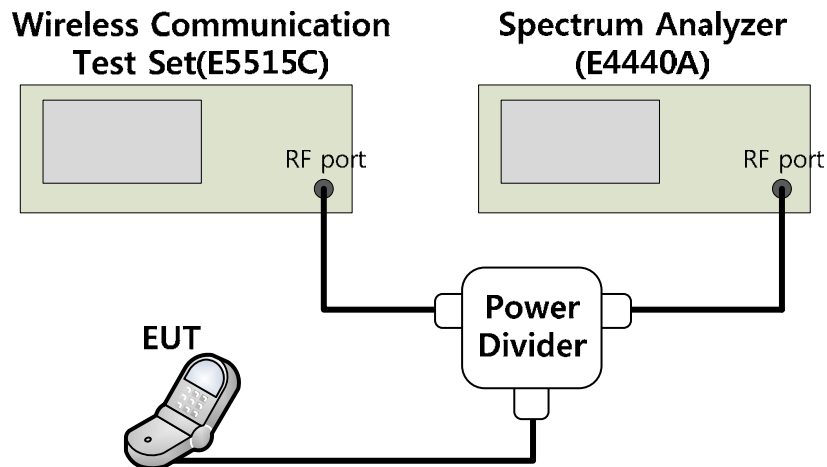 Wireless Communication
Test Set(E5515C)
Spectrum Analyzer
(E4440A)
RF port
RF port
Power
Divider
EUT